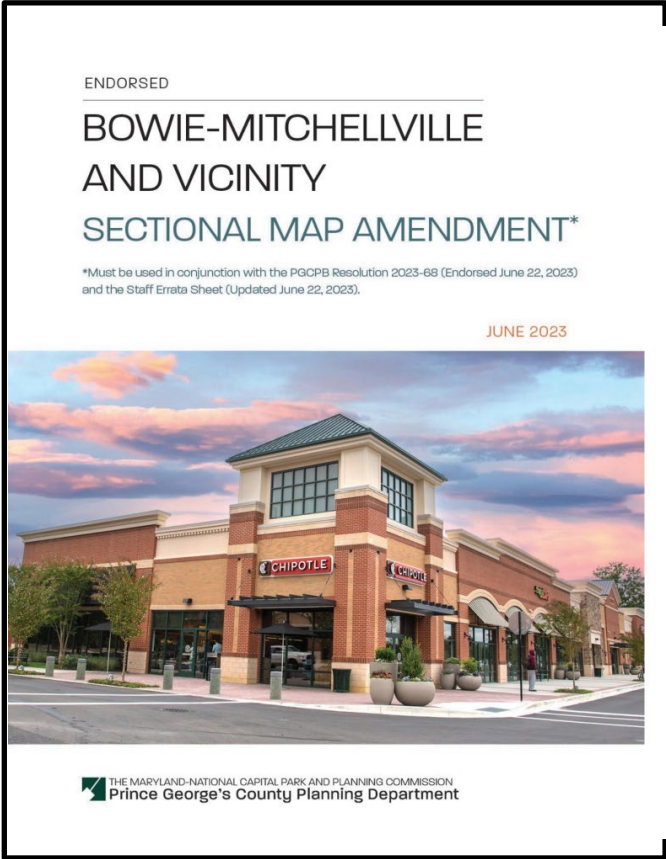 ENDORSED
BOWIE-MITCHELLVILLE
AND VICINITY
SECTIONAL MAP AMENDMENT*
*Must be used in conjunction with the PGCPB Resolution 2023-68 (Endorsed June 22, 2023)
and the Staff Errata Sheet (Updated June 22, 2023).
JUNE 2023
CHIPOTLE
CHIPOTLE
THE MARYLAND-NATIONAL CAPITAL PARK AND PLANNING COMMISSION
Prince George's County Planning Department